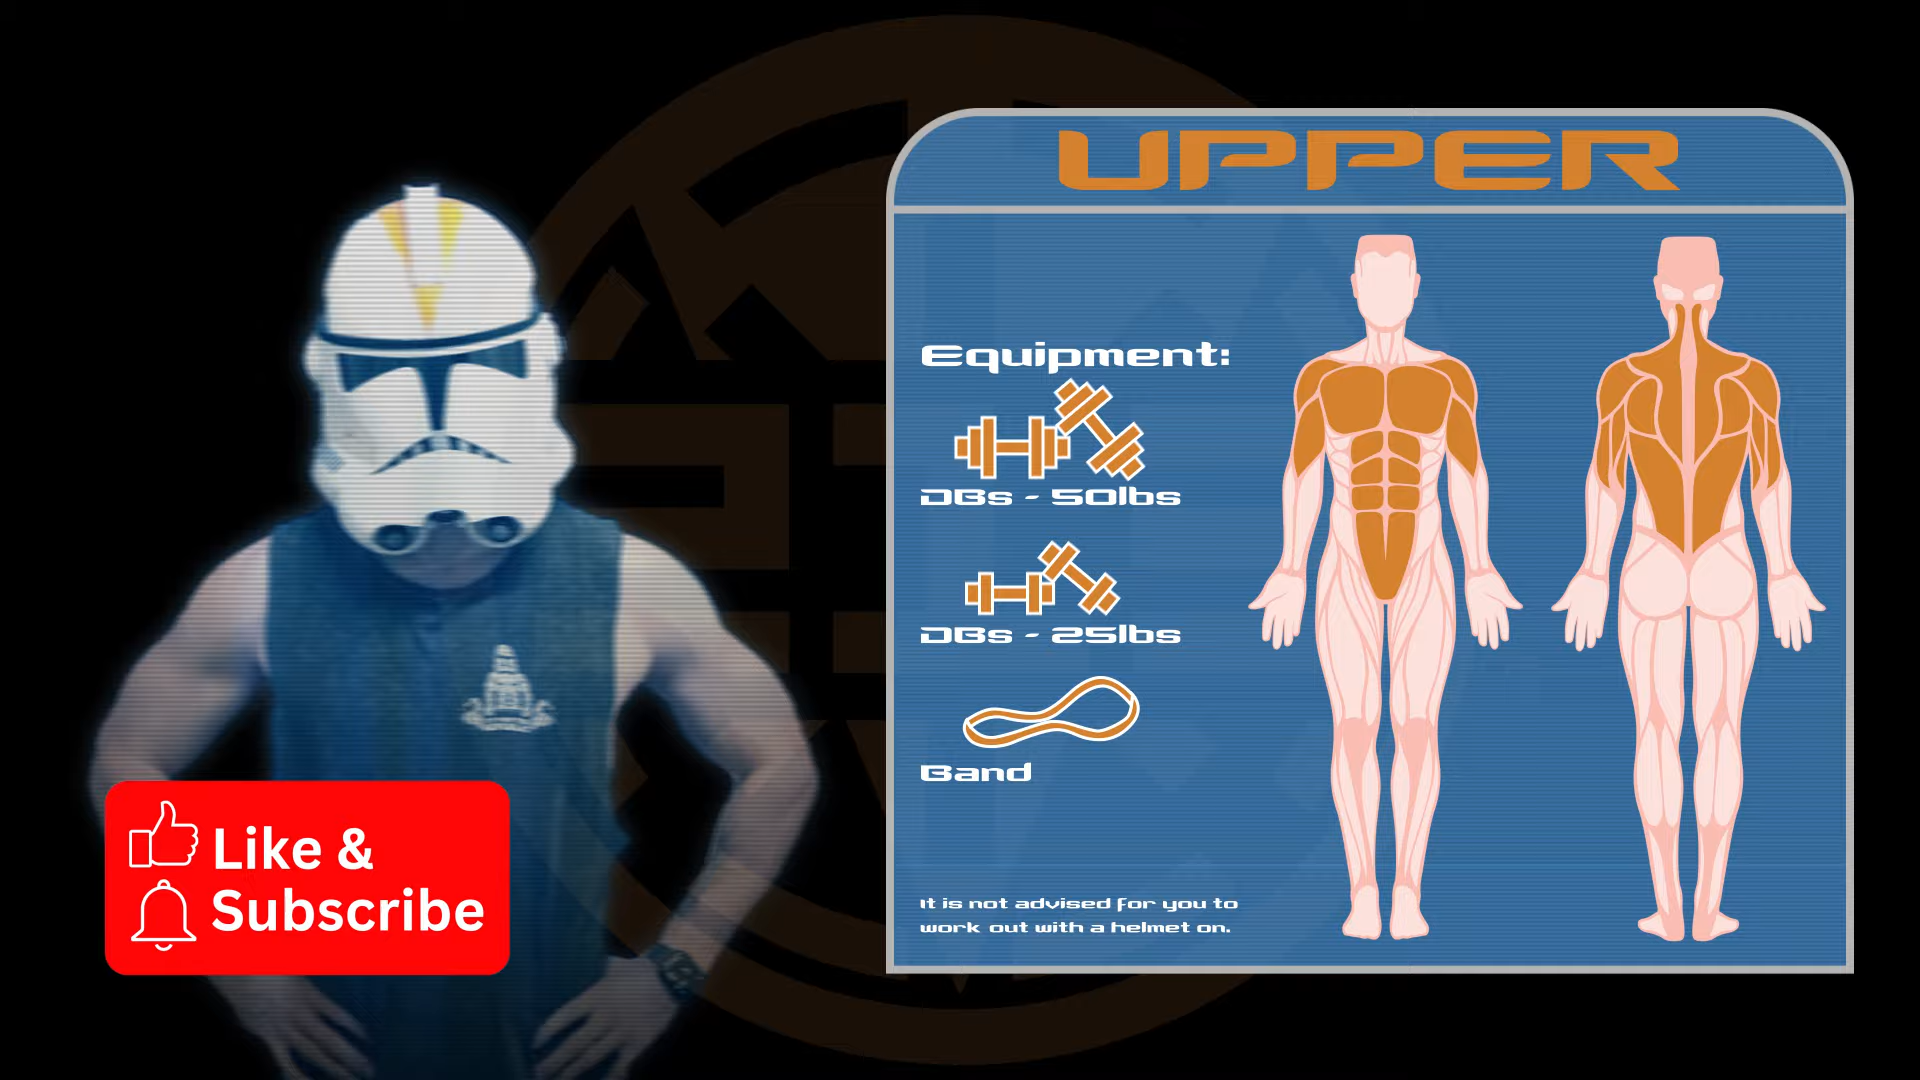 UPPER
Equipment:
DBs - 50lbs
DBs - 25lbs
Band
It is not advised for you to
work out with a helmet on.
Like &
Subscribe